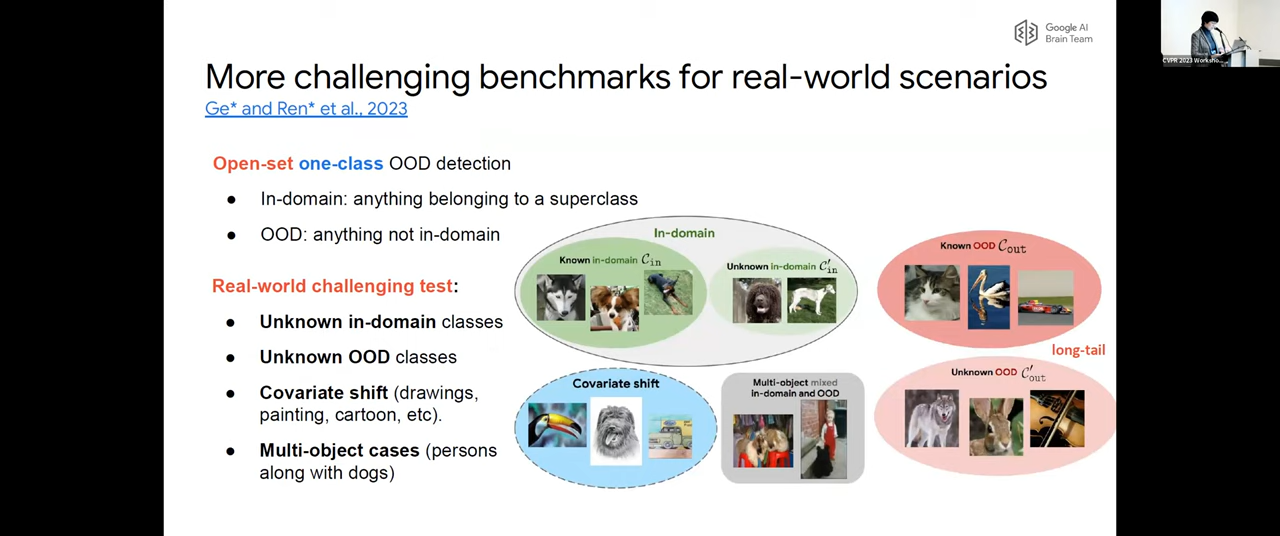 Google AI
Brain Team
CVPR 2023 Worksho...
More challenging benchmarks for real-world scenarios
Ge* and Ren* et al., 2023
Open-set one-class OOD detection
● In-domain: anything belonging to a superclass
● OOD: anything not in-domain
Real-world challenging test:
● Unknown in-domain classes
● Unknown OOD classes
● Covariate shift (drawings,
painting, cartoon, etc).
● Multi-object cases (persons
along with dogs)
In-domain
Known in-domain C_in
Unknown in-domain C'_in
Known OOD C_out
long-tail
Covariate shift
Multi-object mixed
in-domain and OOD
Unknown OOD C'_out